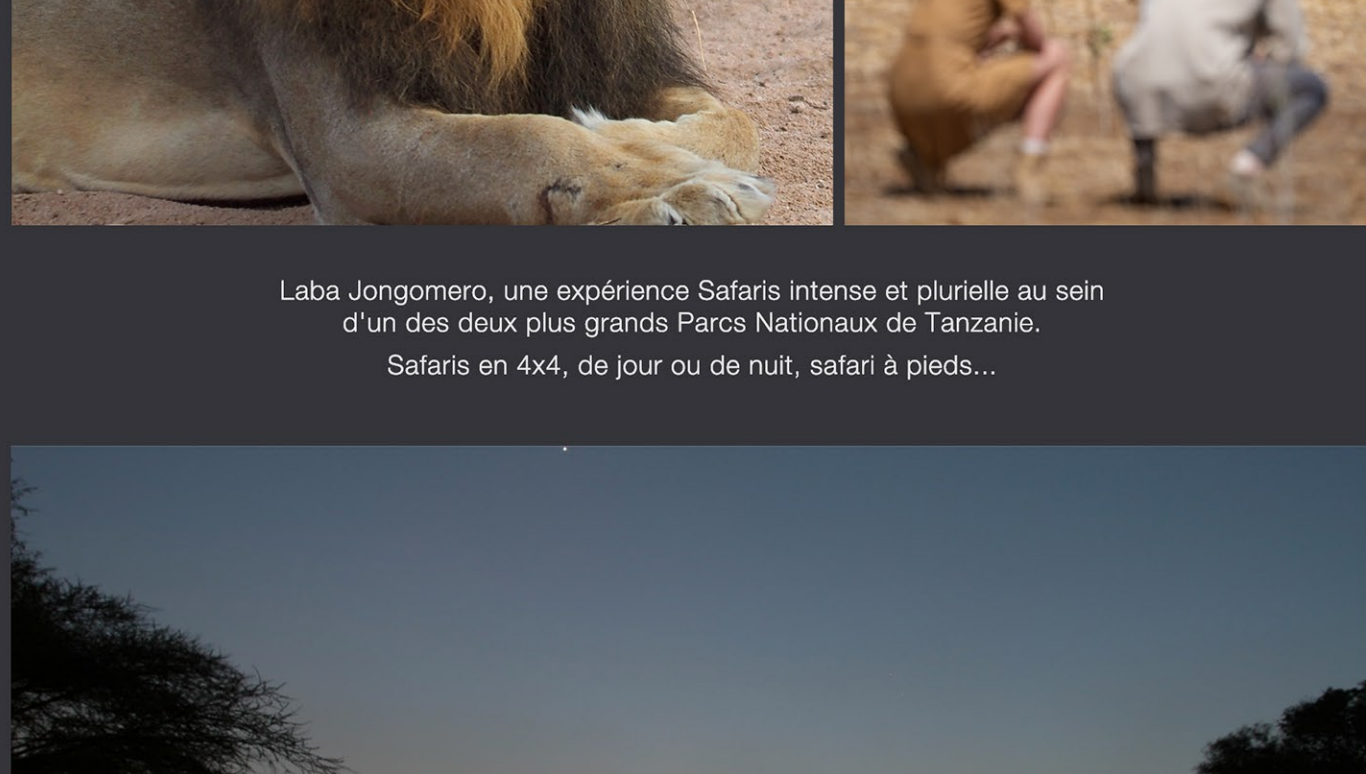 Laba Jongomero, une expérience Safaris intense et plurielle au sein
d'un des deux plus grands Parcs Nationaux de Tanzanie.
Safaris en 4x4, de jour ou de nuit, safari à pieds...